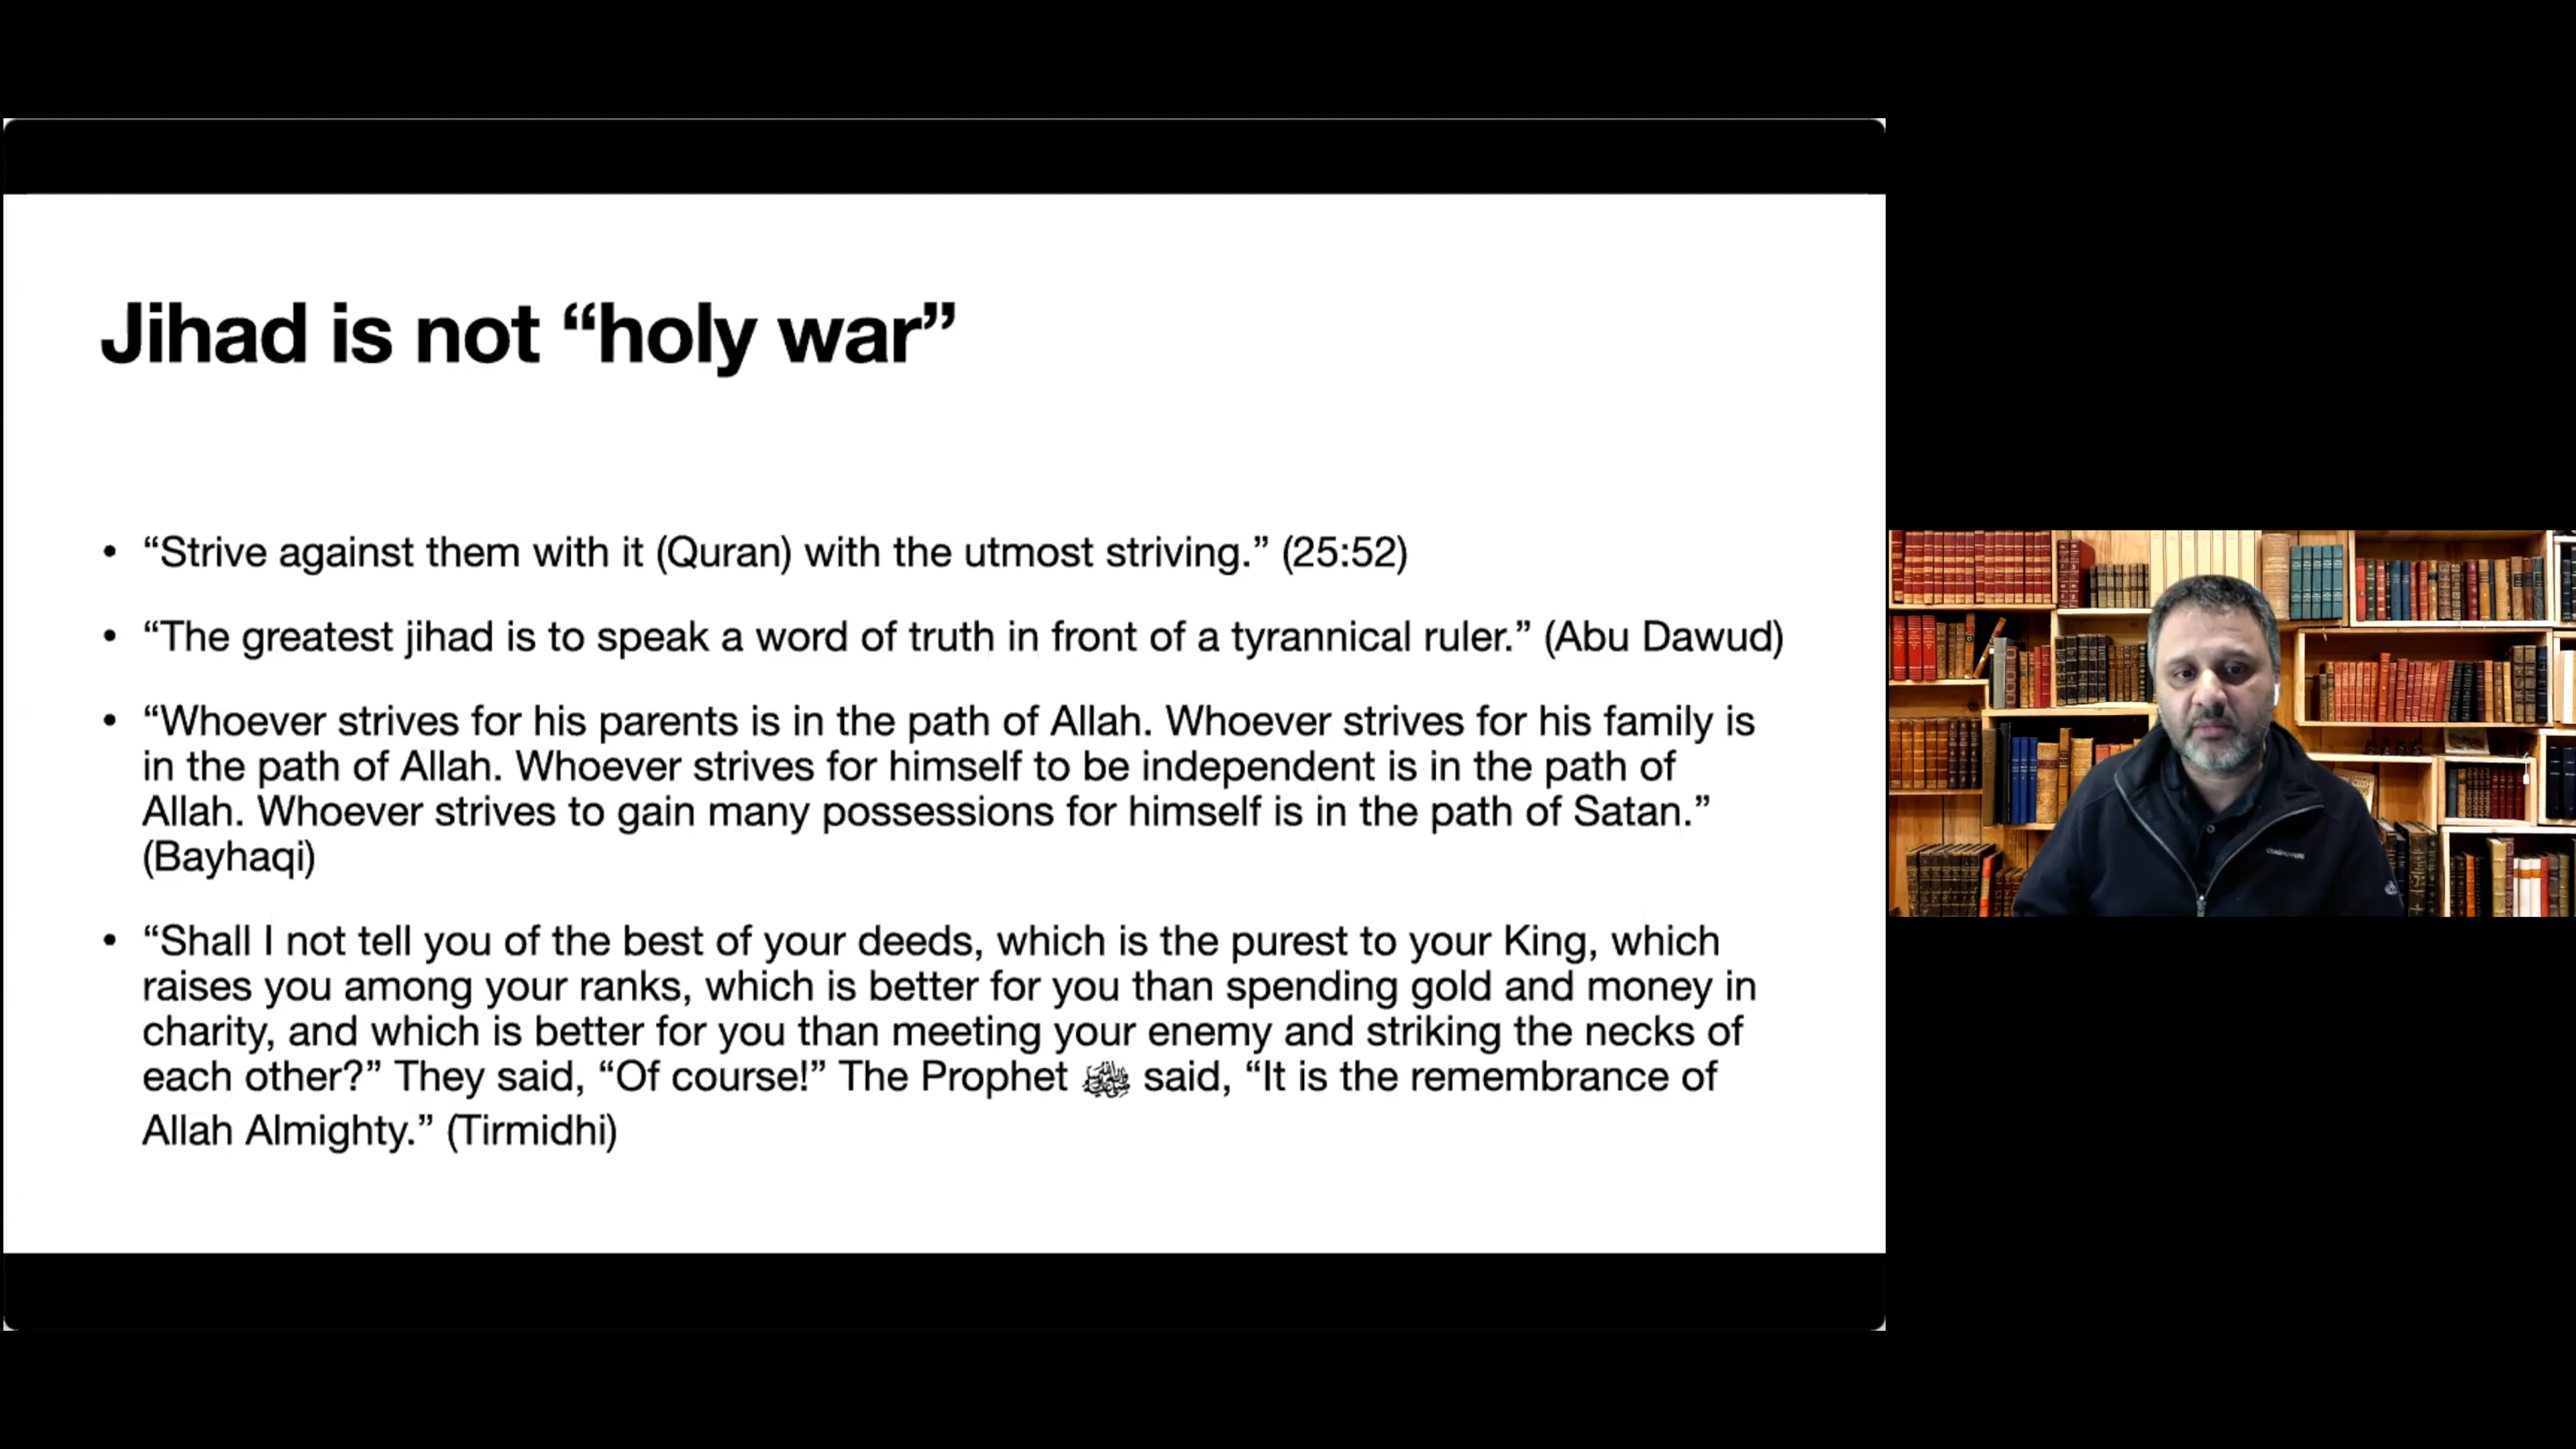 Jihad is not “holy war”
• “Strive against them with it (Quran) with the utmost striving.” (25:52)
• “The greatest jihad is to speak a word of truth in front of a tyrannical ruler.” (Abu Dawud)
• “Whoever strives for his parents is in the path of Allah. Whoever strives for his family is
in the path of Allah. Whoever strives for himself to be independent is in the path of
Allah. Whoever strives to gain many possessions for himself is in the path of Satan.”
(Bayhaqi)
• “Shall I not tell you of the best of your deeds, which is the purest to your King, which
raises you among your ranks, which is better for you than spending gold and money in
charity, and which is better for you than meeting your enemy and striking the necks of
each other?” They said, “Of course!” The Prophet ﷺ said, “It is the remembrance of
Allah Almighty.” (Tirmidhi)